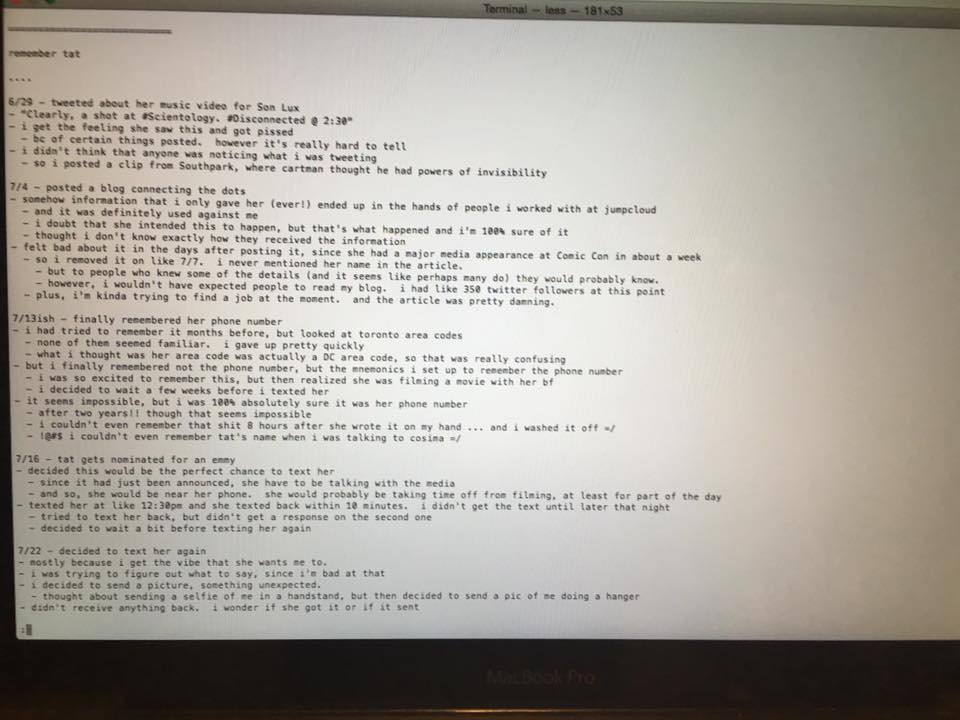 Terminal — less — 181×53
================================
remember tat
....
6/29 - tweeted about her music video for Son Lux
- "Clearly, a shot at #Scientology. #Disconnected @ 2:30"
- i get the feeling she saw this and got pissed
- bc of certain things posted. however it's really hard to tell
- i didn't think that anyone was noticing what i was tweeting
- so i posted a clip from Southpark, where cartman thought he had powers of invisibility
7/4 - posted a blog connecting the dots
- somehow information that i only gave her (ever!) ended up in the hands of people i worked with at jumpcloud
- and it was definitely used against me
- i doubt that she intended this to happen, but that's what happened and i'm 100% sure of it
- thought i don't know exactly how they received the information
- felt bad about it in the days after posting it, since she had a major media appearance at Comic Con in about a week
- so i removed it on like 7/7. i never mentioned her name in the article.
- but to people who knew some of the details (and it seems like perhaps many do) they would probably know.
- however, i wouldn't have expected people to read my blog. i had like 350 twitter followers at this point
- plus, i'm kinda trying to find a job at the moment. and the article was pretty damning.
7/13ish - finally remembered her phone number
- i had tried to remember it months before, but looked at toronto area codes
- none of them seemed familiar. i gave up pretty quickly
- what i thought was her area code was actually a DC area code, so that was really confusing
- but i finally remembered not the phone number, but the mnemonics i set up to remember the phone number
- i was so excited to remember this, but then realized she was filming a movie with her bf
- i decided to wait a few weeks before i texted her
- it seems impossible, but i was 100% absolutely sure it was her phone number
- after two years!! though that seems impossible
- i couldn't even remember that shit 8 hours after she wrote it on my hand ... and i washed it off =/
- !@#$ i couldn't even remember tat's name when i was talking to cosima =/
7/16 - tat gets nominated for an emmy
- decided this would be the perfect chance to text her
- since it had just been announced, she have to be talking with the media
- and so, she would be near her phone. she would probably be taking time off from filming, at least for part of the day
- texted her at like 12:30pm and she texted back within 10 minutes. i didn't get the text until later that night
- tried to text her back, but didn't get a response on the second one
- decided to wait a bit before texting her again
7/22 - decided to text her again
- mostly because i get the vibe that she wants me to.
- i was trying to figure out what to say, since i'm bad at that
- i decided to send a picture, something unexpected.
- thought about sending a selfie of me in a handstand, but then decided to send a pic of me doing a hanger
- didn't receive anything back. i wonder if she got it or if it sent
:
MacBook Pro